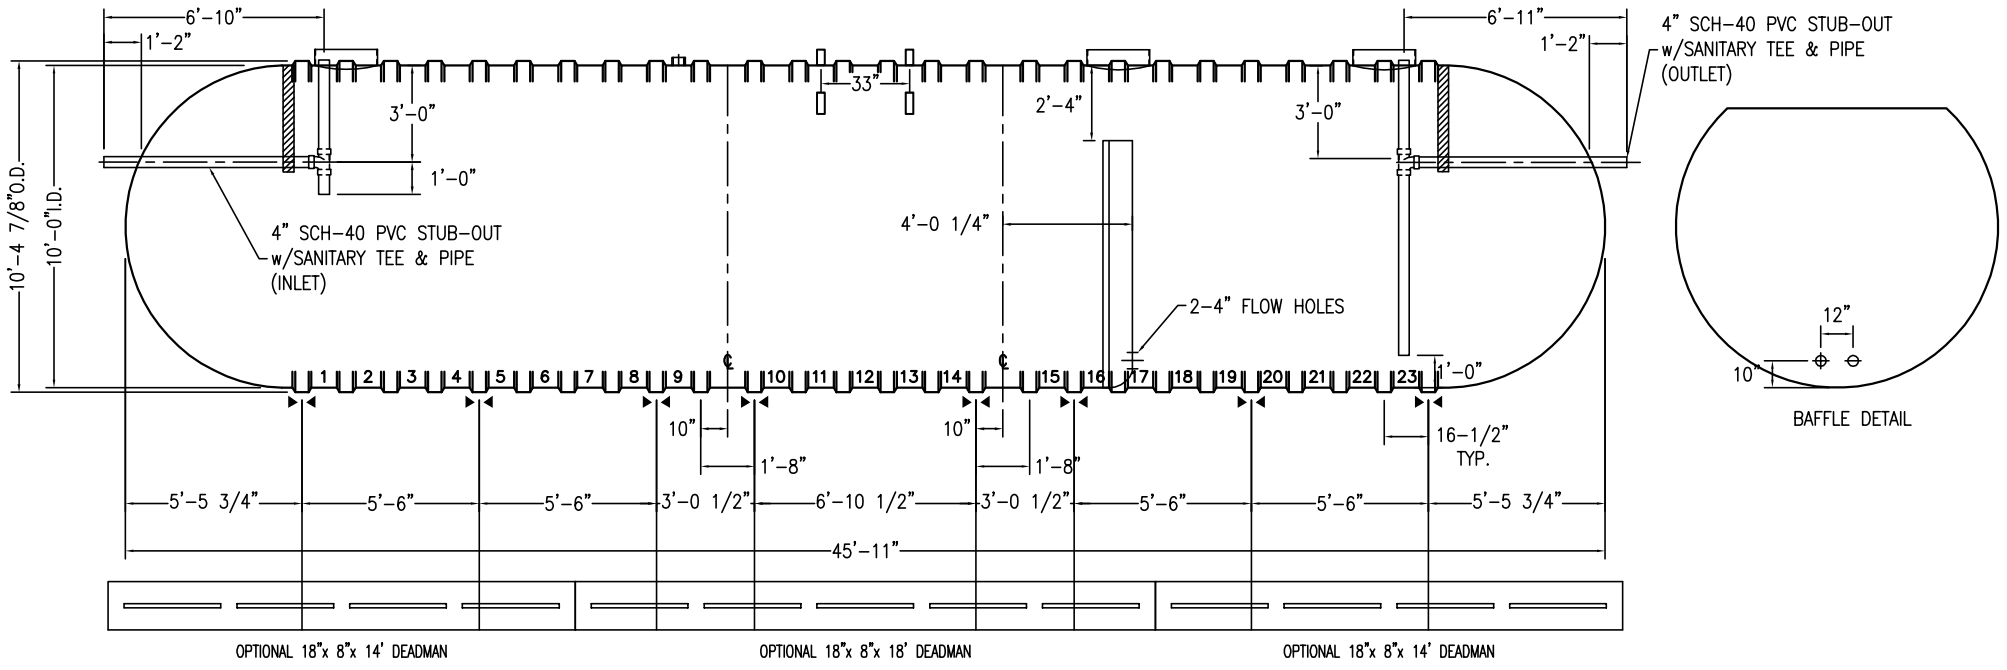 6'-10"
1'-2"
6'-11"
1'-2"
4" SCH-40 PVC STUB-OUT
w/SANITARY TEE & PIPE
(OUTLET)
33"
3'-0"
2'-4"
3'-0"
1'-0"
10'-4 7/8"O.D.
10'-0"I.D.
4" SCH-40 PVC STUB-OUT
w/SANITARY TEE & PIPE
(INLET)
4'-0 1/4"
2-4" FLOW HOLES
12"
10"
BAFFLE DETAIL
℄
℄
1'-0"
1 2 3 4 5 6 7 8 9 10 11 12 13 14 15 16 17 18 19 20 21 22 23
10"
10"
16-1/2"
TYP.
1'-8"
1'-8"
5'-5 3/4"
5'-6"
5'-6"
3'-0 1/2"
6'-10 1/2"
3'-0 1/2"
5'-6"
5'-6"
5'-5 3/4"
45'-11"
OPTIONAL 18"x 8"x 14' DEADMAN
OPTIONAL 18"x 8"x 18' DEADMAN
OPTIONAL 18"x 8"x 14' DEADMAN